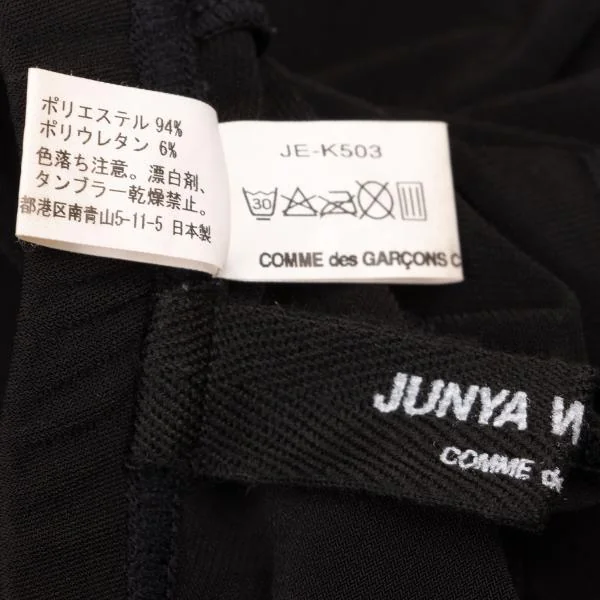 ポリエステル 94%
ポリウレタン 6%
色落ち注意。漂白剤、
タンブラー乾燥禁止。
都港区南青山5-11-5 日本製
JE-K503
30
COMME des GARÇONS C
JUNYA W
COMME de